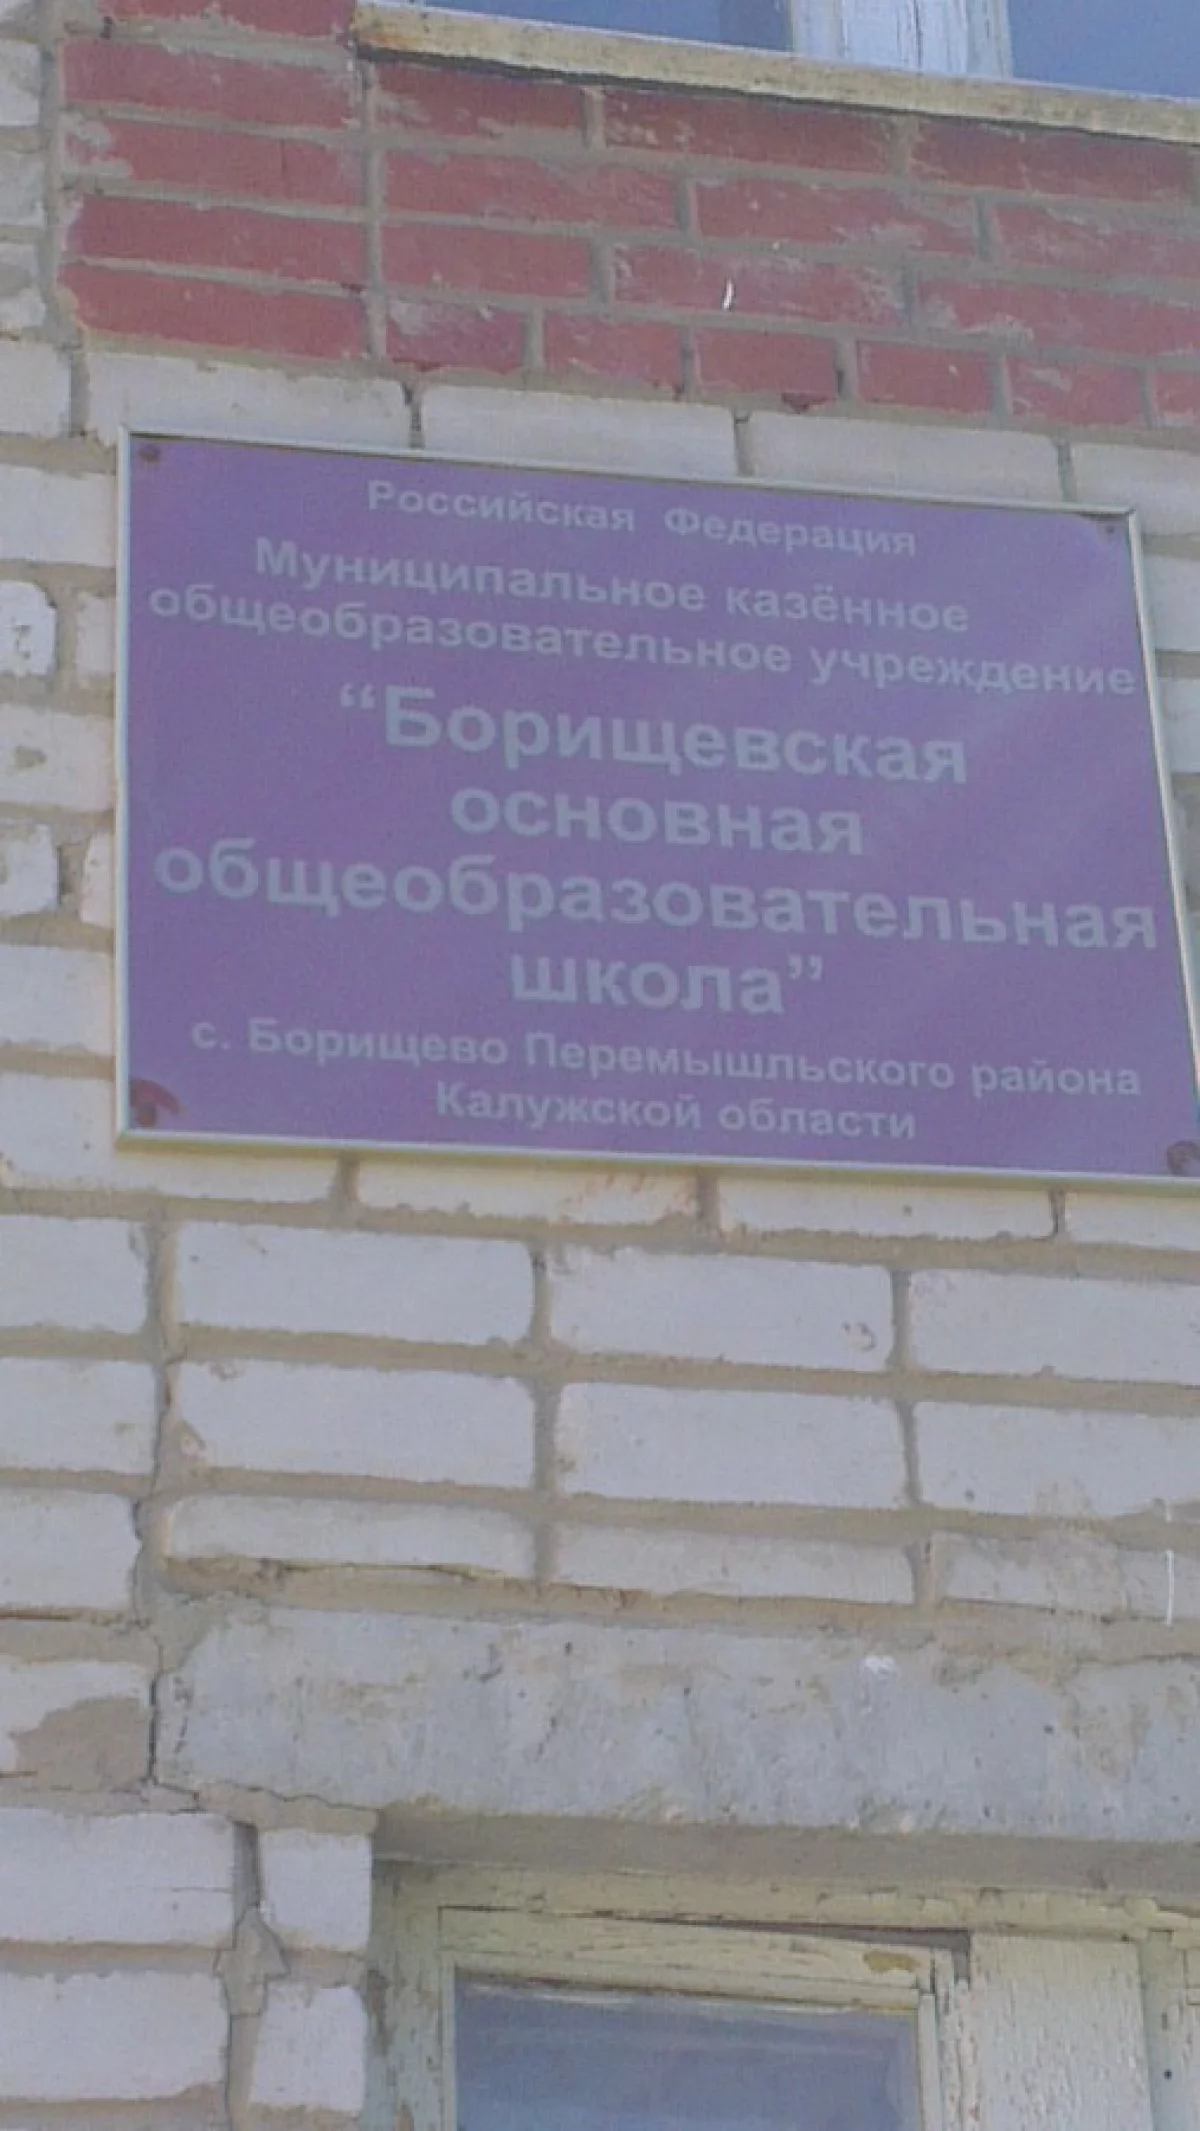 Российская Федерация
Муниципальное казённое
общеобразовательное учреждение
“Борищевская
основная
общеобразовательная
школа”
с. Борищево Перемышльского района
Калужской области